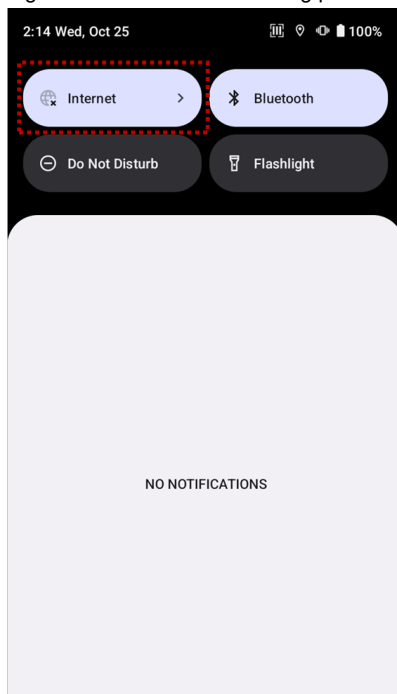 2:14 Wed, Oct 25 100%
Internet Bluetooth
Do Not Disturb Flashlight
NO NOTIFICATIONS